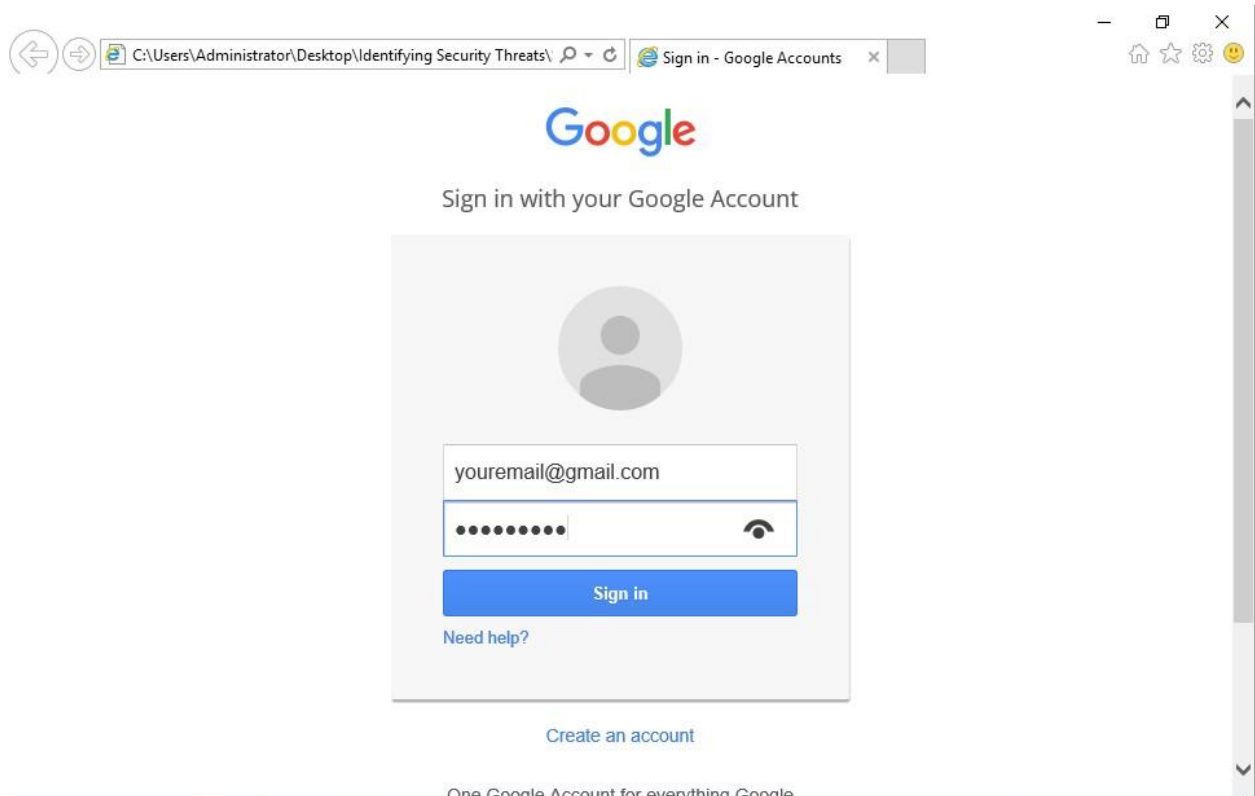 C:\Users\Administrator\Desktop\Identifying Security Threats\
Sign in - Google Accounts
Google
Sign in with your Google Account
youremail@gmail.com
•••••••••
Sign in
Need help?
Create an account
One Google Account for everything Google